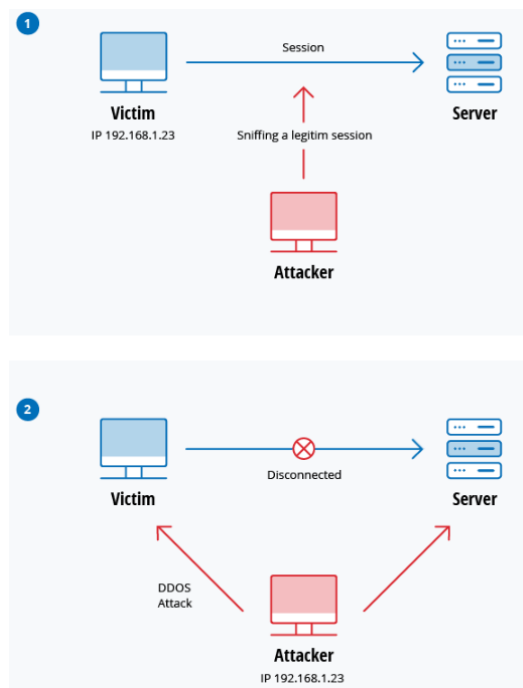 1
Session
Victim
IP 192.168.1.23
Server
Sniffing a legitim session
Attacker
2
Disconnected
Victim
Server
DDOS
Attack
Attacker
IP 192.168.1.23